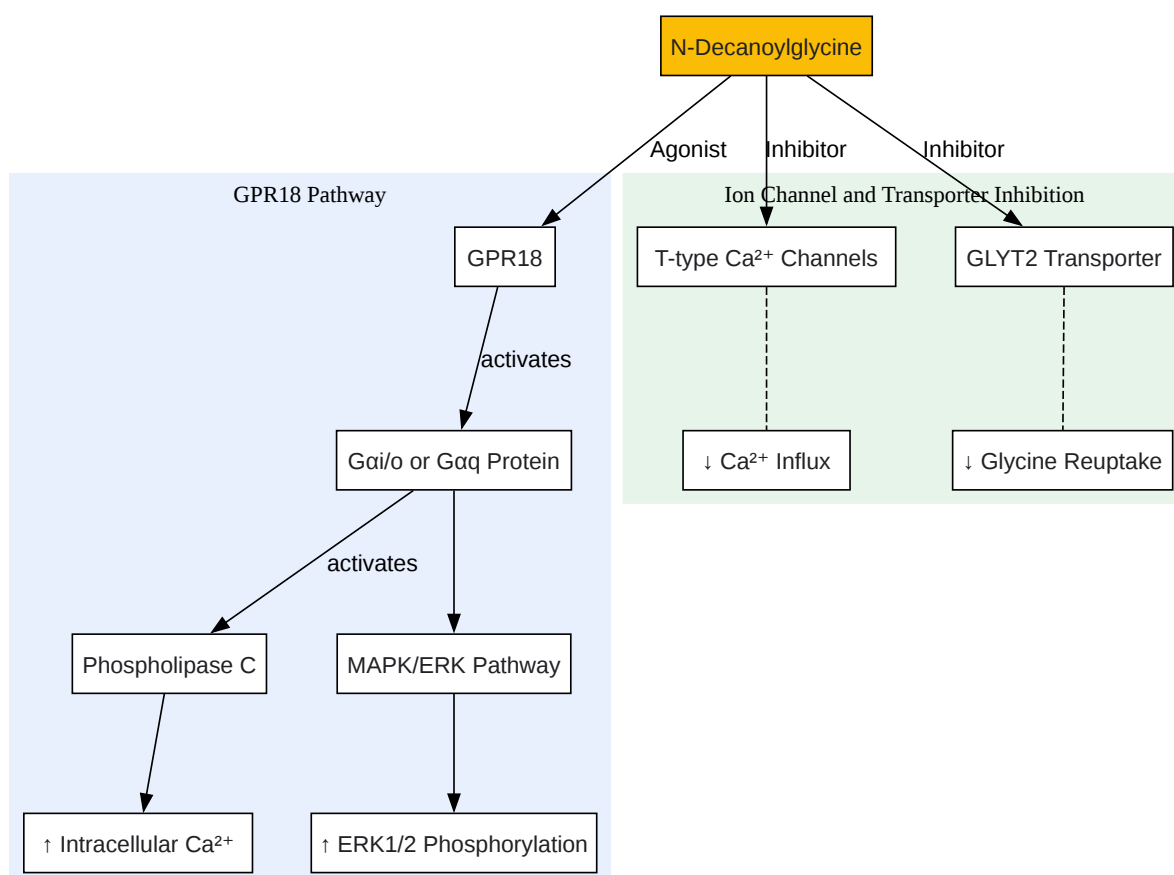 N-Decanoylglycine
Agonist
Inhibitor
Inhibitor
GPR18 Pathway
Ion Channel and Transporter Inhibition
GPR18
T-type Ca²⁺ Channels
GLYT2 Transporter
activates
Gαi/o or Gαq Protein
↓ Ca²⁺ Influx
↓ Glycine Reuptake
activates
Phospholipase C
MAPK/ERK Pathway
↑ Intracellular Ca²⁺
↑ ERK1/2 Phosphorylation